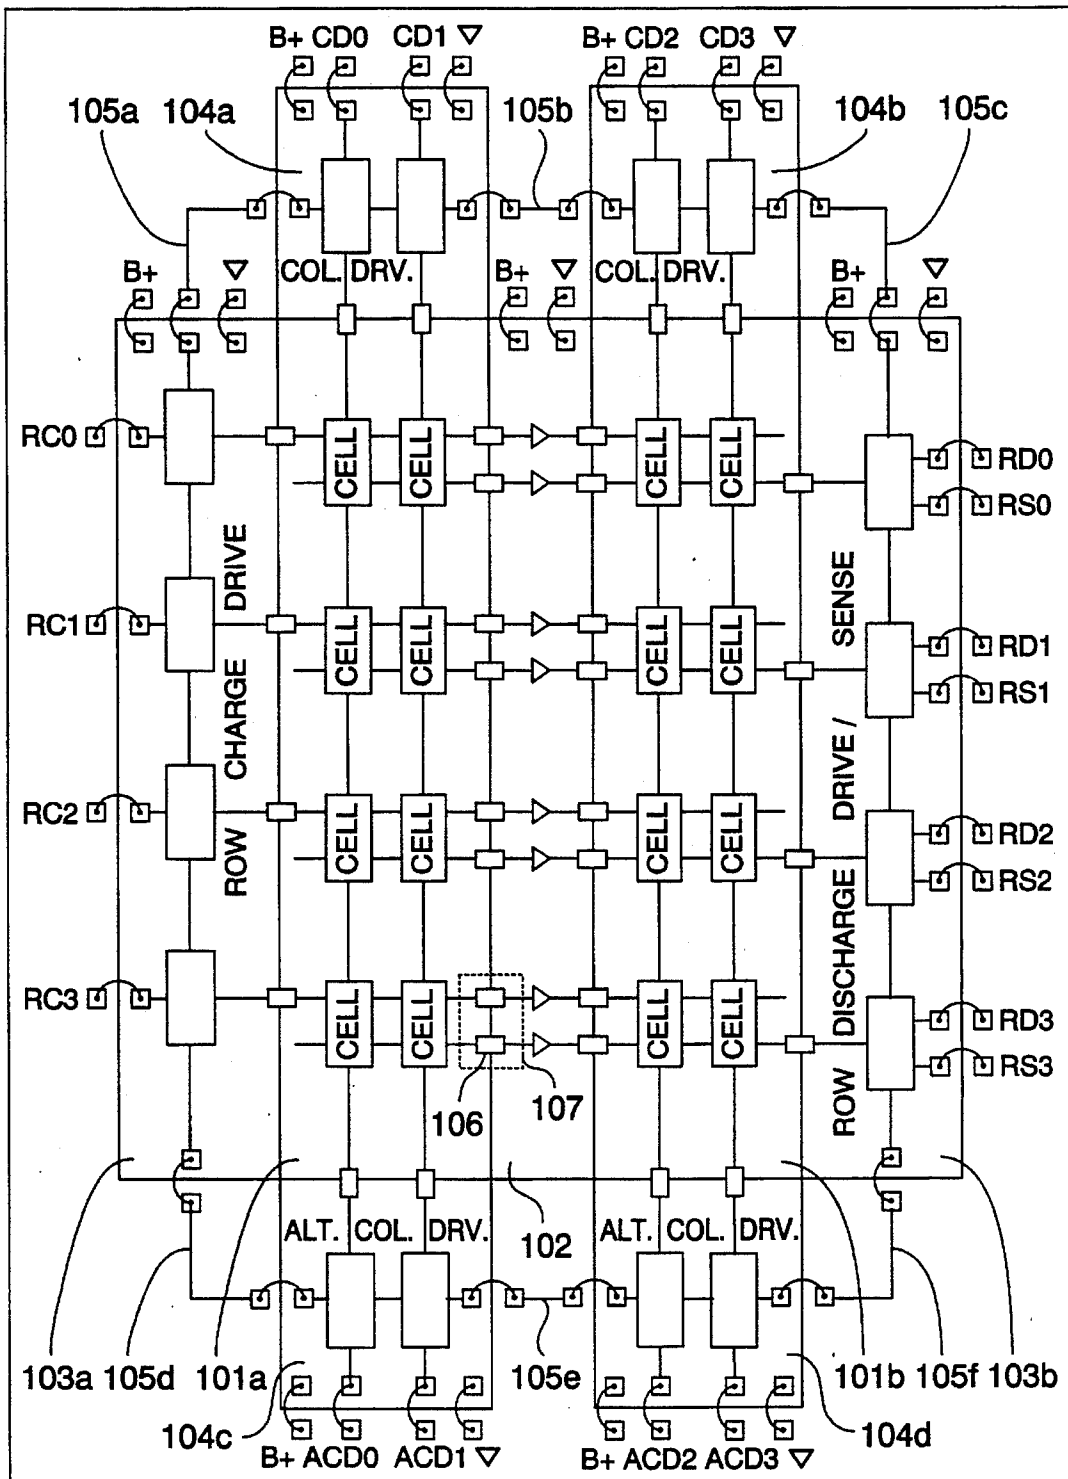 B+ CD0 CD1 ▽ B+ CD2 CD3 ▽
105a 104a 105b 104b 105c
B+ ▽ COL. DRV. B+ ▽ COL. DRV. B+ ▽
RC0 CELL CELL CELL CELL RD0
RS0
ROW CHARGE DRIVE
ROW DISCHARGE DRIVE / SENSE
RC1 CELL CELL CELL CELL RD1
RS1
RC2 CELL CELL CELL CELL RD2
RS2
RC3 CELL CELL CELL CELL RD3
RS3
106 107
ALT. COL. DRV. 102 ALT. COL. DRV.
103a 105d 101a 105e 101b 105f 103b
104c 104d
B+ ACD0 ACD1 ▽ B+ ACD2 ACD3 ▽